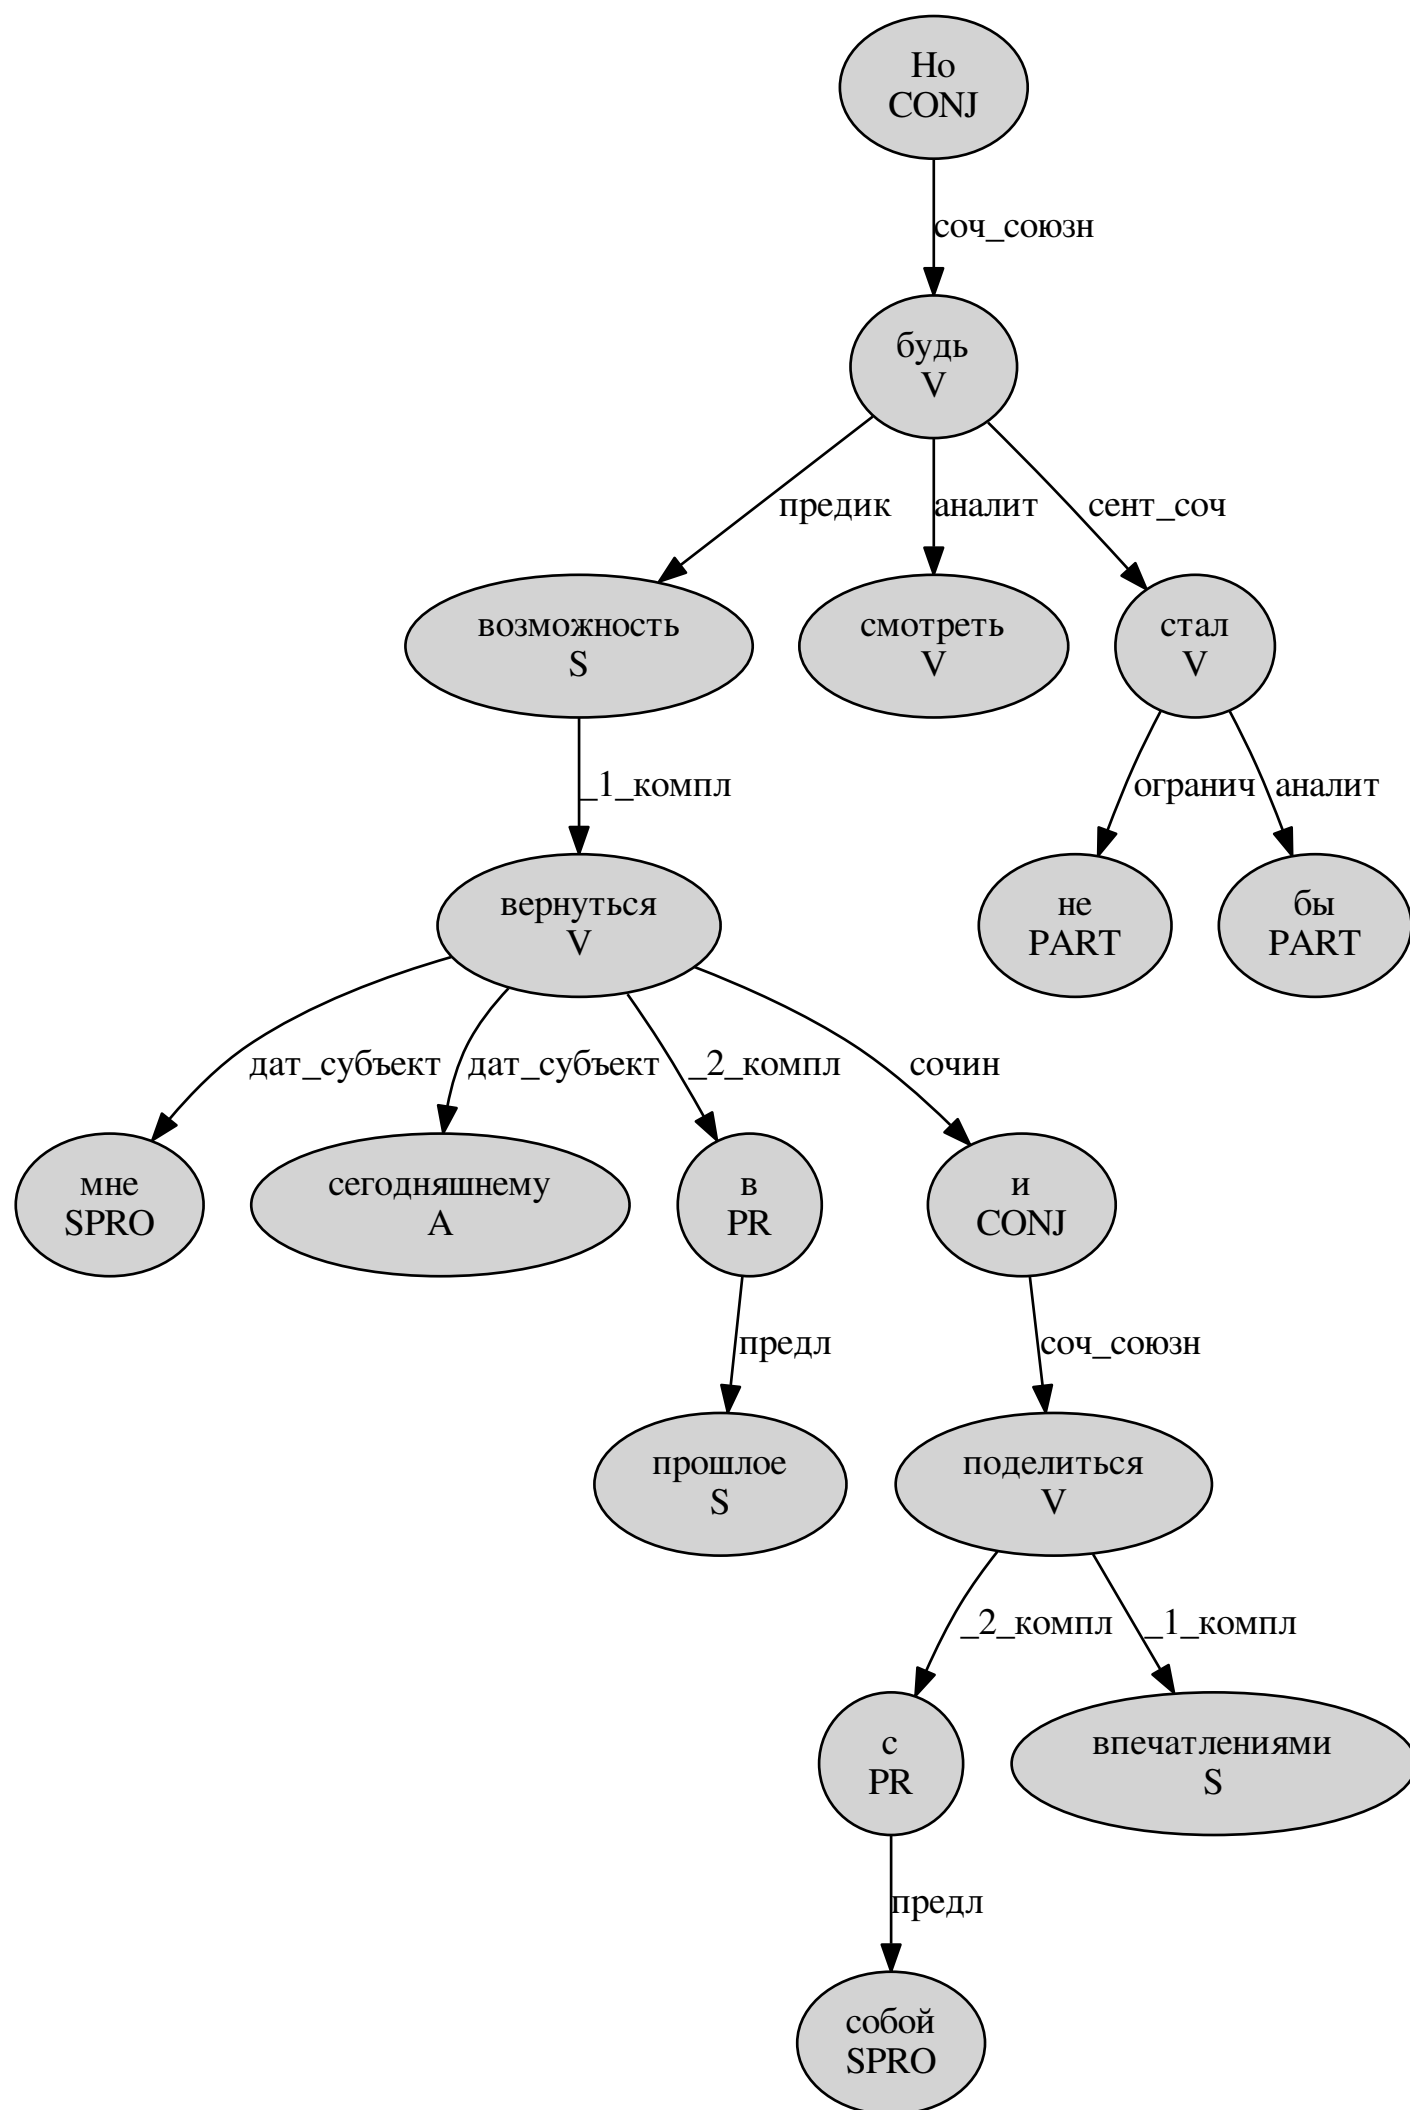 Но
CONJ
соч_союзн
будь
V
предик
аналит
сент_соч
возможность
S
смотреть
V
стал
V
_1_компл
огранич
аналит
вернуться
V
не
PART
бы
PART
дат_субъект
дат_субъект
_2_компл
сочин
мне
SPRO
сегодняшнему
A
в
PR
и
CONJ
предл
соч_союзн
прошлое
S
поделиться
V
_2_компл
_1_компл
с
PR
впечатлениями
S
предл
собой
SPRO